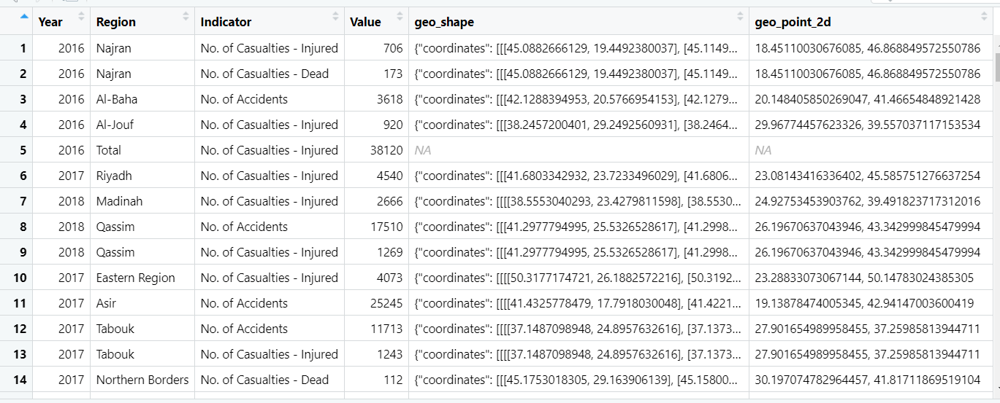 Year Region Indicator Value geo_shape geo_point_2d
1 2016 Najran No. of Casualties - Injured 706 {"coordinates": [[[45.0882666129, 19.4492380037], [45.1149... 18.45110030676085, 46.868849572550786
2 2016 Najran No. of Casualties - Dead 173 {"coordinates": [[[45.0882666129, 19.4492380037], [45.1149... 18.45110030676085, 46.868849572550786
3 2016 Al-Baha No. of Accidents 3618 {"coordinates": [[[42.1288394953, 20.5766954153], [42.1279... 20.148405850269047, 41.46654848921428
4 2016 Al-Jouf No. of Casualties - Injured 920 {"coordinates": [[[38.2457200401, 29.2492560931], [38.2464... 29.96774457623326, 39.557037117153534
5 2016 Total No. of Casualties - Injured 38120 NA NA
6 2017 Riyadh No. of Casualties - Injured 4540 {"coordinates": [[[41.6803342932, 23.7233496029], [41.6806... 23.08143416336402, 45.585751276637254
7 2018 Madinah No. of Casualties - Injured 2666 {"coordinates": [[[[38.5553040293, 23.4279811598], [38.5530... 24.92753453903762, 39.491823717312016
8 2018 Qassim No. of Accidents 17510 {"coordinates": [[[41.2977794995, 25.5326528617], [41.2998... 26.19670637043946, 43.342999845479994
9 2018 Qassim No. of Casualties - Injured 1269 {"coordinates": [[[41.2977794995, 25.5326528617], [41.2998... 26.19670637043946, 43.342999845479994
10 2017 Eastern Region No. of Casualties - Injured 4073 {"coordinates": [[[[50.3177174721, 26.1882572216], [50.3192... 23.28833073067144, 50.14783024385305
11 2017 Asir No. of Accidents 25245 {"coordinates": [[[[41.4325778479, 17.7918030048], [41.4221... 19.13878474005345, 42.94147003600419
12 2017 Tabouk No. of Accidents 11713 {"coordinates": [[[[37.1487098948, 24.8957632616], [37.1373... 27.901654989958455, 37.25985813944711
13 2017 Tabouk No. of Casualties - Injured 1243 {"coordinates": [[[[37.1487098948, 24.8957632616], [37.1373... 27.901654989958455, 37.25985813944711
14 2017 Northern Borders No. of Casualties - Dead 112 {"coordinates": [[[45.1753018305, 29.163906139], [45.15800... 30.197074782964457, 41.81711869519104